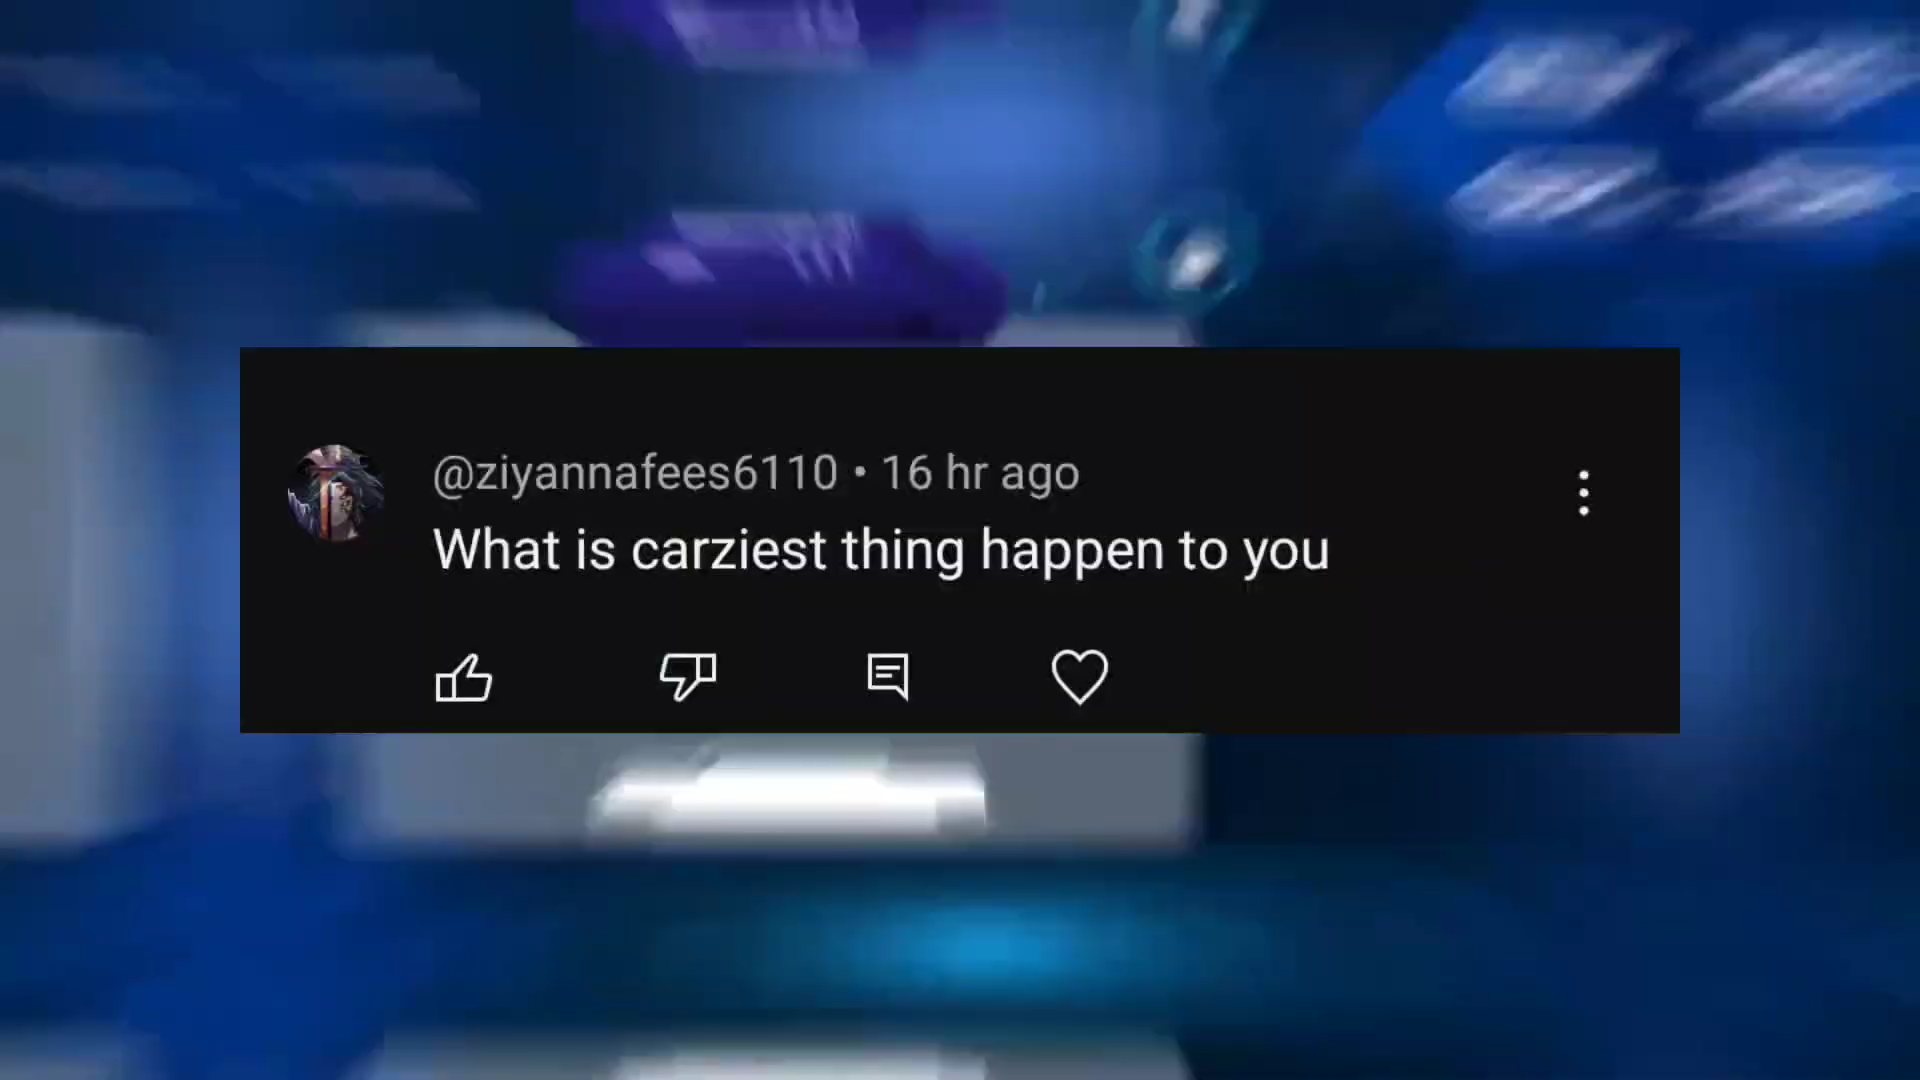 @ziyannafees6110 • 16 hr ago
What is carziest thing happen to you